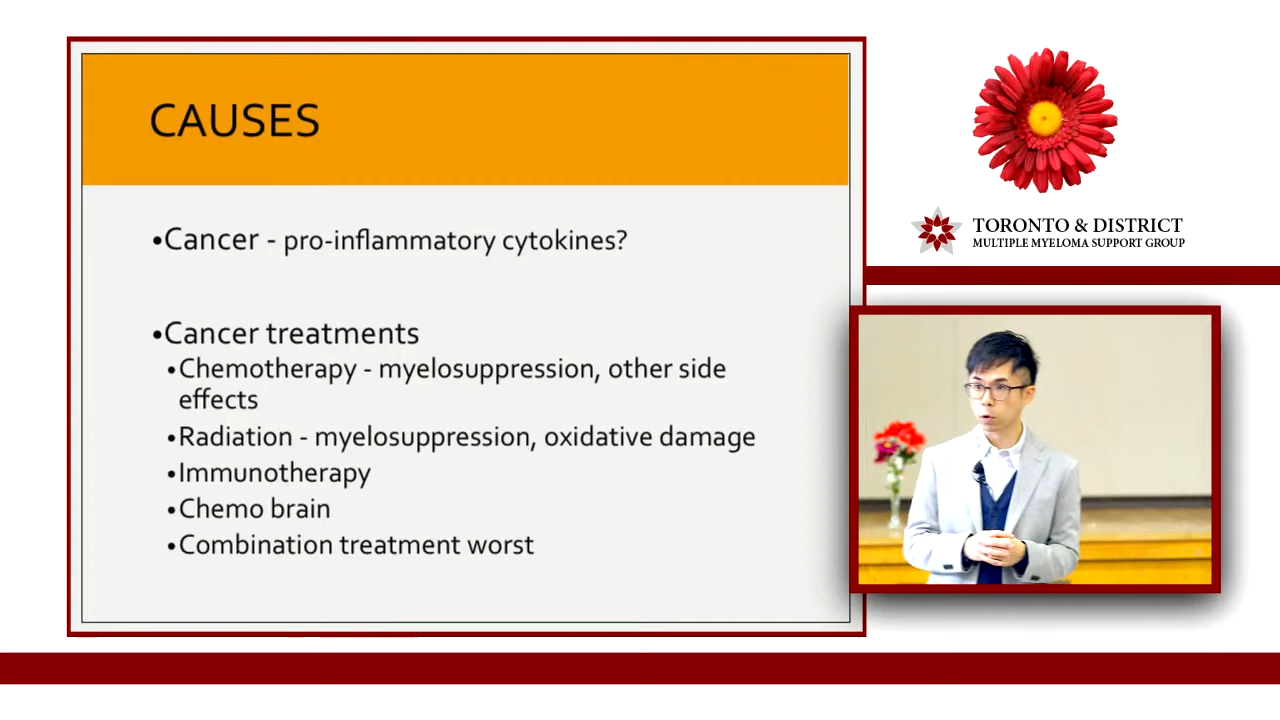 CAUSES
•Cancer - pro-inflammatory cytokines?
•Cancer treatments
•Chemotherapy - myelosuppression, other side
effects
•Radiation - myelosuppression, oxidative damage
•Immunotherapy
•Chemo brain
•Combination treatment worst
TORONTO & DISTRICT
MULTIPLE MYELOMA SUPPORT GROUP